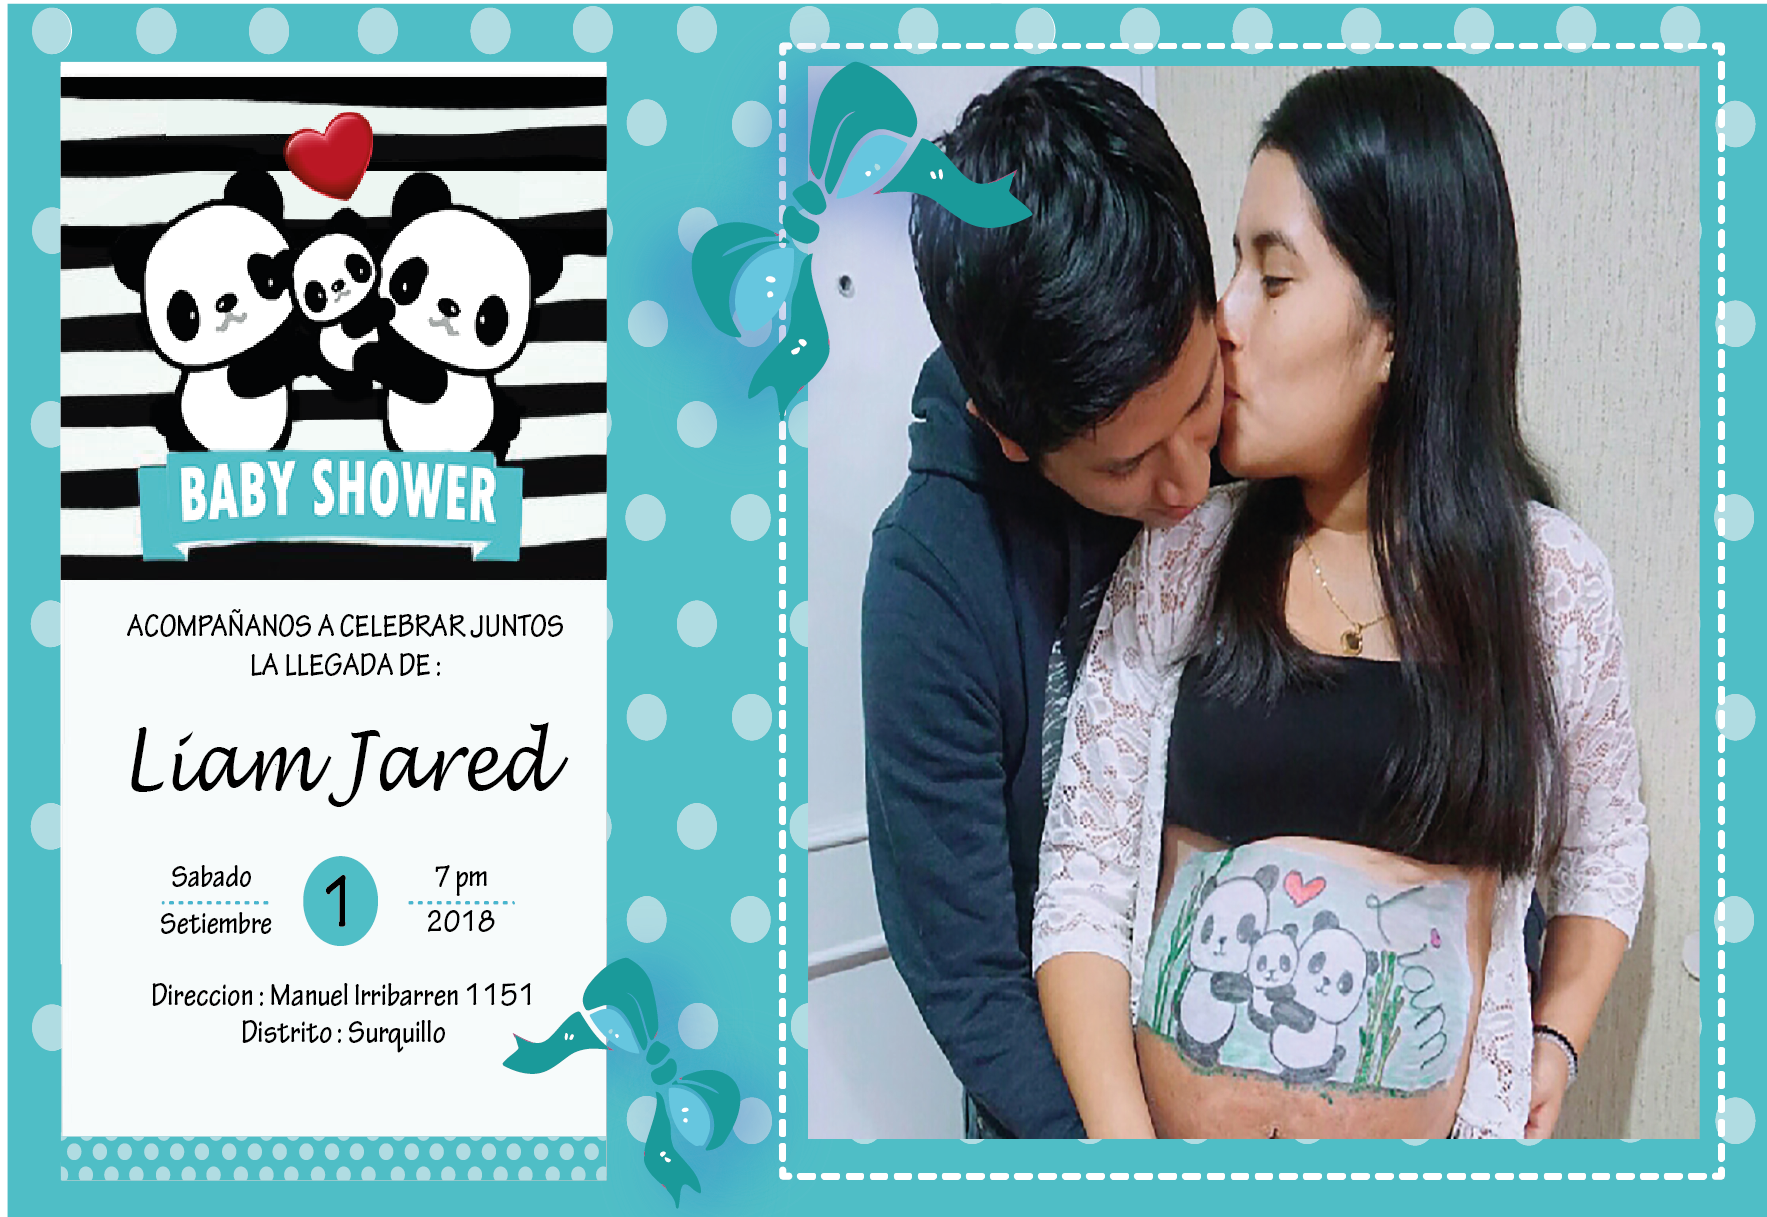 BABY SHOWER
ACOMPAÑANOS A CELEBRAR JUNTOS
LA LLEGADA DE :
Liam Jared
Sabado
Setiembre
1
7 pm
2018
Direccion : Manuel Irribarren 1151
Distrito : Surquillo
Liam